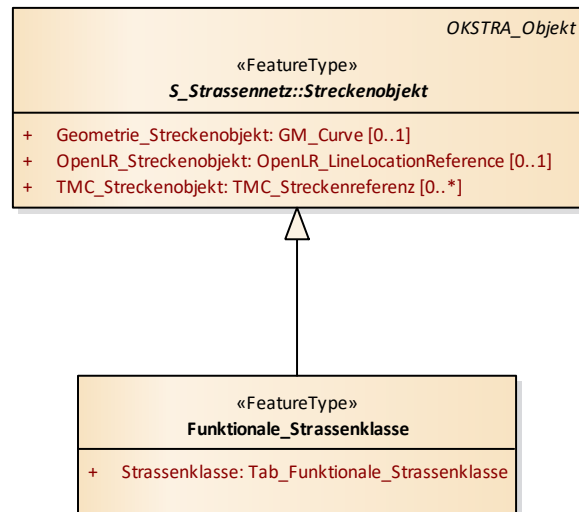 OKSTRA_Objekt
«FeatureType»
S_Strassennetz::Streckenobjekt
+ Geometrie_Streckenobjekt: GM_Curve [0..1]
+ OpenLR_Streckenobjekt: OpenLR_LineLocationReference [0..1]
+ TMC_Streckenobjekt: TMC_Streckenreferenz [0..*]
«FeatureType»
Funktionale_Strassenklasse
+ Strassenklasse: Tab_Funktionale_Strassenklasse